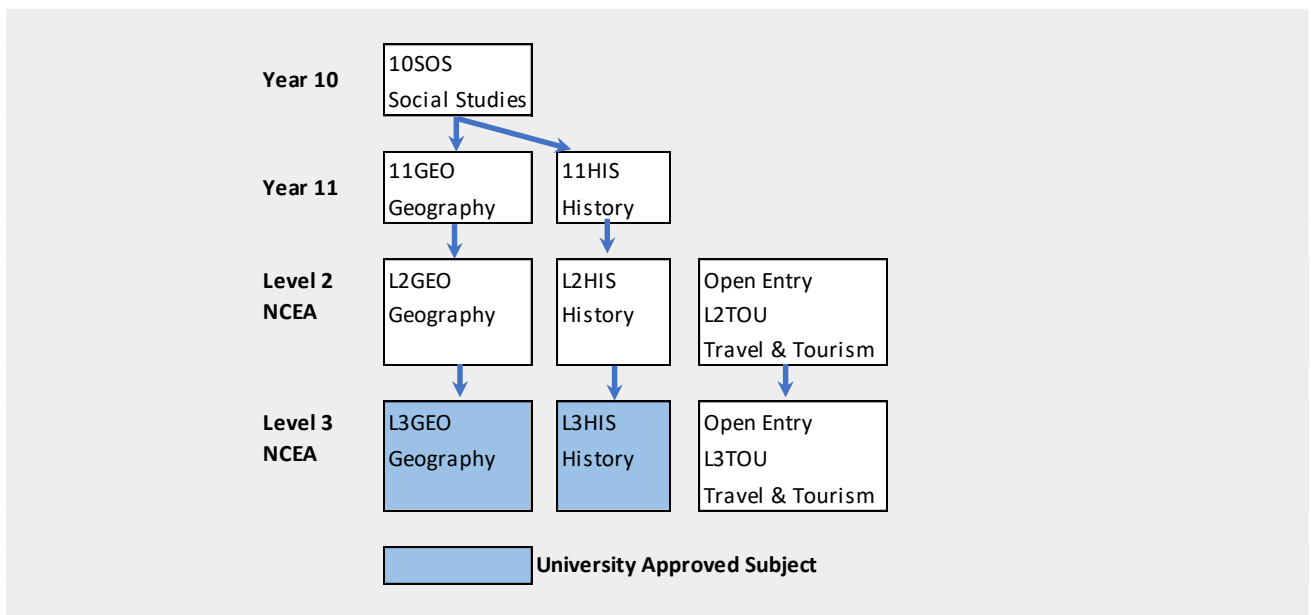 Year 10
10SOS
Social Studies
Year 11
11GEO
Geography
11HIS
History
Level 2
NCEA
L2GEO
Geography
L2HIS
History
Open Entry
L2TOU
Travel & Tourism
Level 3
NCEA
L3GEO
Geography
L3HIS
History
Open Entry
L3TOU
Travel & Tourism
University Approved Subject